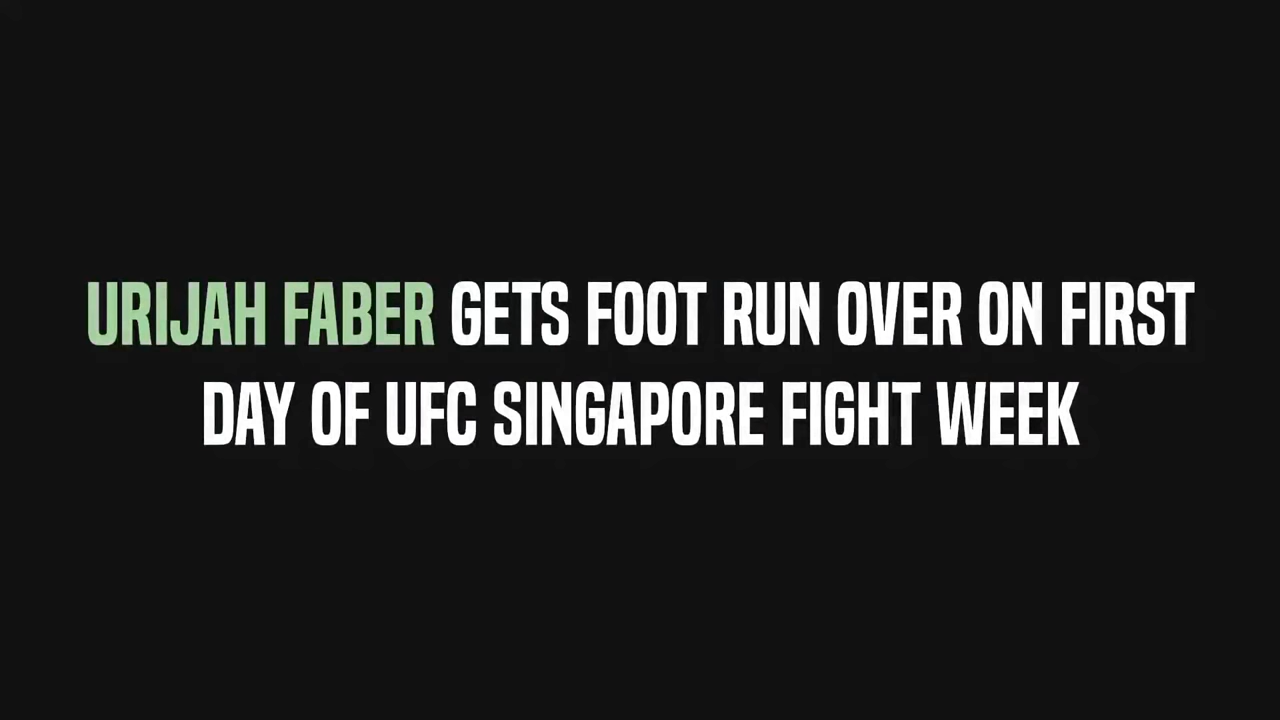 URIJAH FABER GETS FOOT RUN OVER ON FIRST
DAY OF UFC SINGAPORE FIGHT WEEK